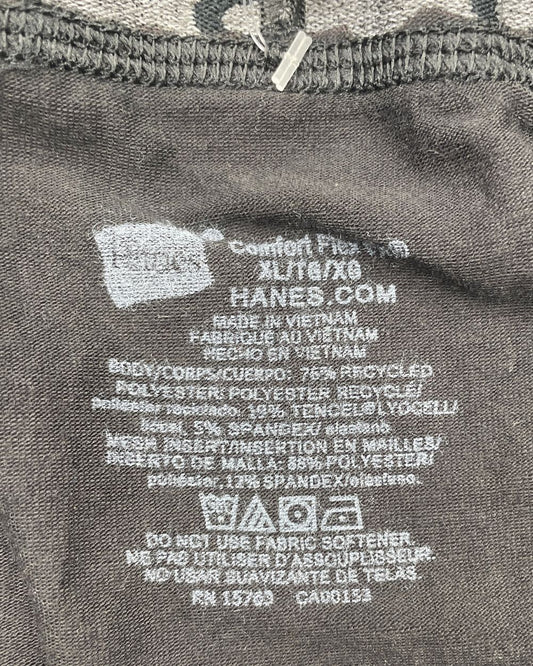 Hanes
Comfort Flex Fit®
XL/TG/XG
HANES.COM
MADE IN VIETNAM
FABRIQUÉ AU VIETNAM
HECHO EN VIETNAM
BODY/CORPS/CUERPO: 76% RECYCLED
POLYESTER/POLYESTER RECYCLÉ/
poliéster reciclado, 19% TENCEL®LYOCELL/
liocel, 5% SPANDEX/elastano
MESH INSERT/INSERTION EN MAILLES/
INSERTO DE MALLA: 88% POLYESTER/
poliéster, 12% SPANDEX/elastano.
DO NOT USE FABRIC SOFTENER.
NE PAS UTILISER D'ASSOUPLISSEUR.
NO USAR SUAVIZANTE DE TELAS.
RN 15763 CA00153